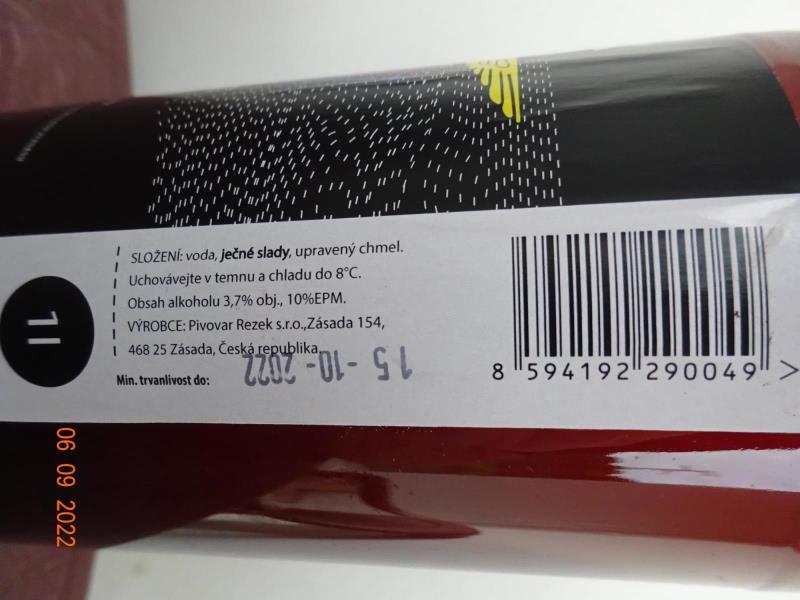 SLOŽENÍ: voda, ječné slady, upravený chmel.
Uchovávejte v temnu a chladu do 8°C.
Obsah alkoholu 3,7% obj., 10%EPM.
VÝROBCE: Pivovar Rezek s.r.o.,Zásada 154,
468 25 Zásada, Česká republika.
Min. trvanlivost do:
15-10-2022
1l
8 594192 290049 >
06 09 2022